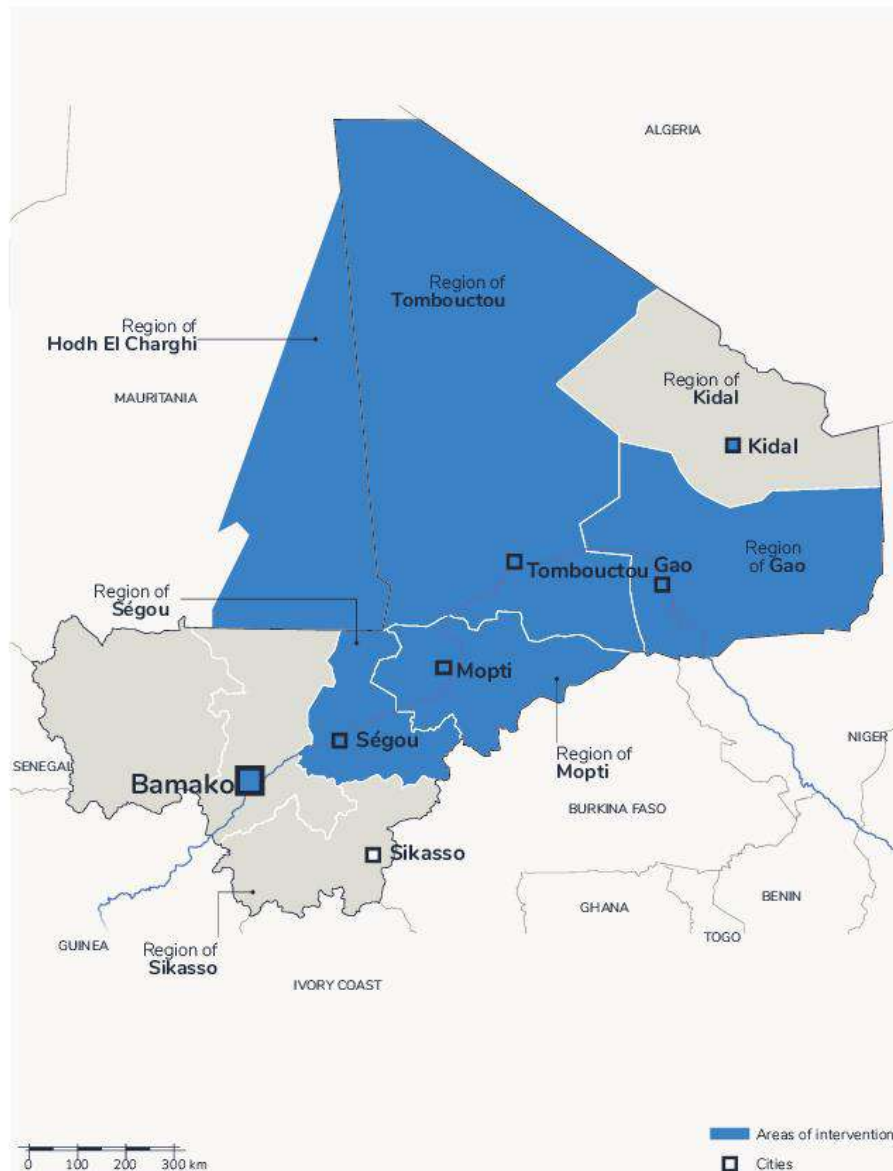 ALGERIA
Region of
Tombouctou
Region of
Hodh El Charghi
MAURITANIA
Region of
Kidal
Kidal
Tombouctou
Gao
Region
of Gao
Region of
Ségou
Mopti
Ségou
Region of
Mopti
NIGER
SENEGAL
Bamako
BURKINA FASO
Sikasso
GHANA
BENIN
TOGO
GUINEA
Region of
Sikasso
IVORY COAST
0 100 200 300 km
Areas of intervention
Cities